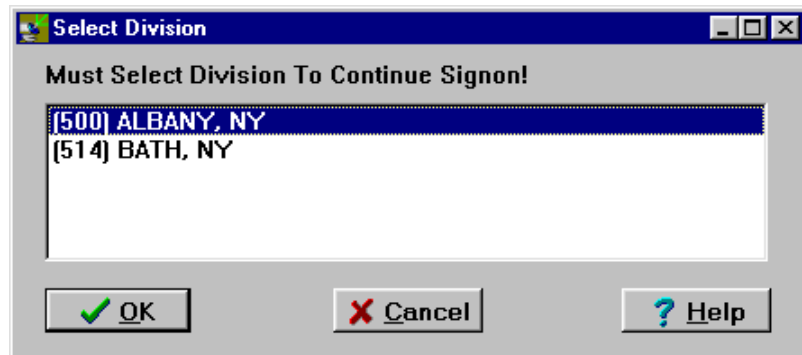 Select Division
Must Select Division To Continue Signon!
(500) ALBANY, NY
(514) BATH, NY
OK
Cancel
? Help